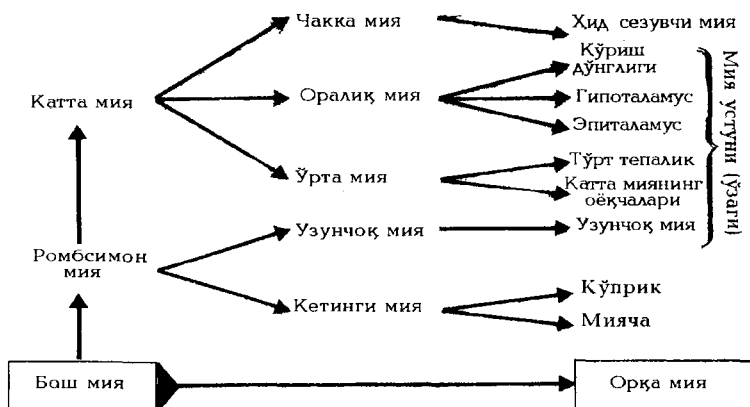 Чакка мия
Ҳид сезувчи мия
Катта мия
Оралиқ мия
Кўриш
дўнглиги
Гипоталамус
Эпиталамус
Ўрта мия
Тўрт тепалик
Катта миянинг
оёқчалари
Мия устуни (ўзаги)
Ромбсимон
мия
Узунчоқ мия
Узунчоқ мия
Кетинги мия
Кўприк
Мияча
Бош мия
Орқа мия